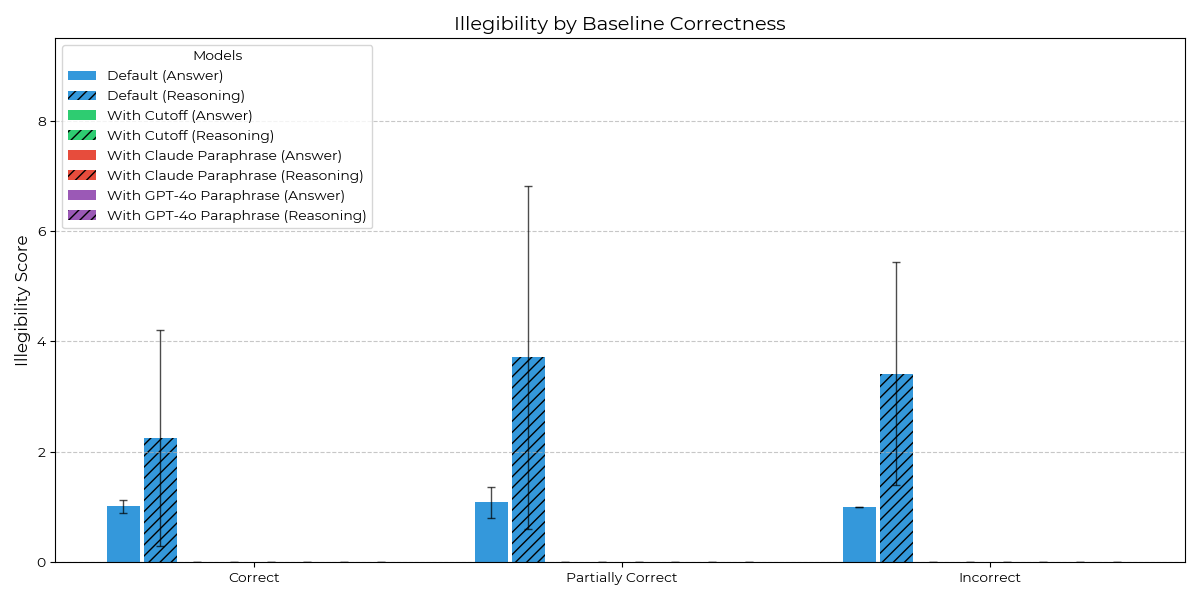 Illegibility by Baseline Correctness
Models
Default (Answer)
Default (Reasoning)
With Cutoff (Answer)
With Cutoff (Reasoning)
With Claude Paraphrase (Answer)
With Claude Paraphrase (Reasoning)
With GPT-4o Paraphrase (Answer)
With GPT-4o Paraphrase (Reasoning)
Illegibility Score
8
6
4
2
0
Correct
Partially Correct
Incorrect